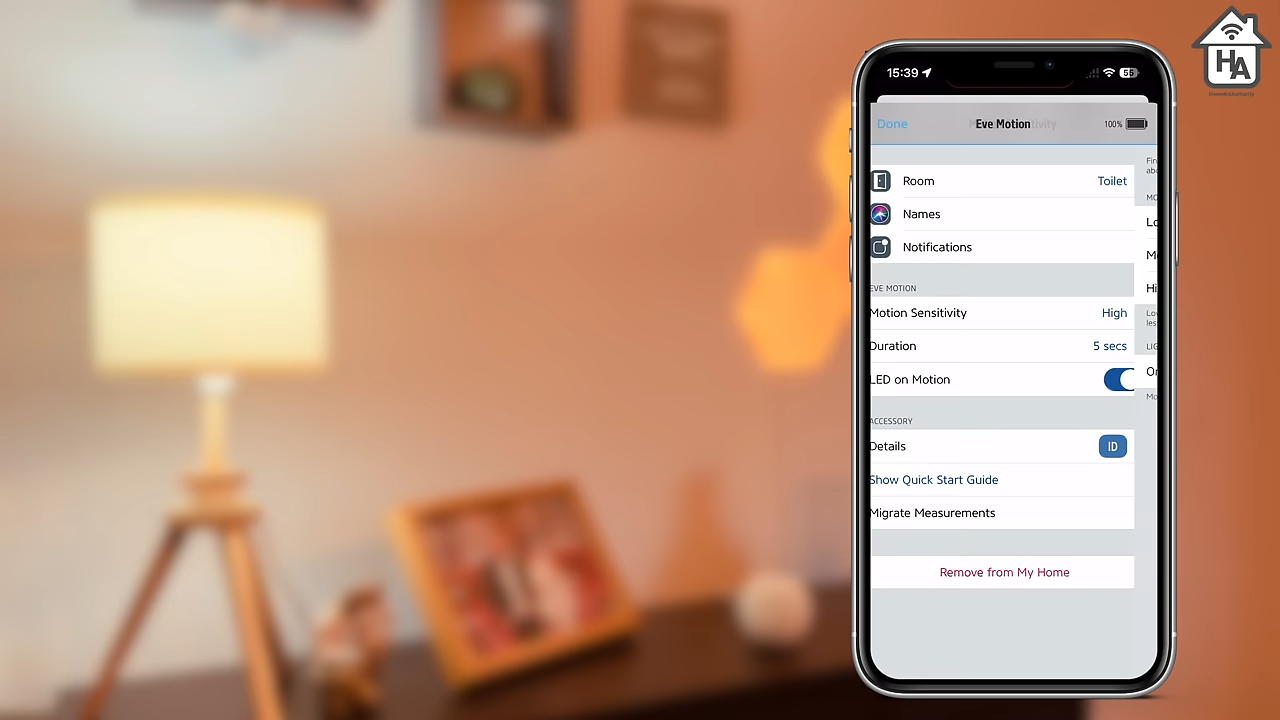 15:39
55
HA
Done
Eve Motion
100%
Room
Toilet
Names
Notifications
EVE MOTION
Motion Sensitivity
High
Duration
5 secs
LED on Motion
ACCESSORY
Details
ID
Show Quick Start Guide
Migrate Measurements
Remove from My Home